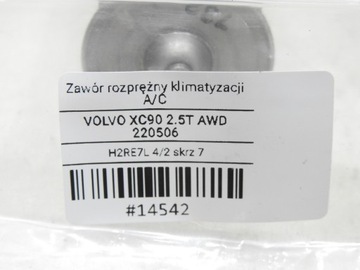 Zawór rozprężny klimatyzacji
A/C
VOLVO XC90 2.5T AWD
220506
H2RE7L 4/2 skrz 7
#14542